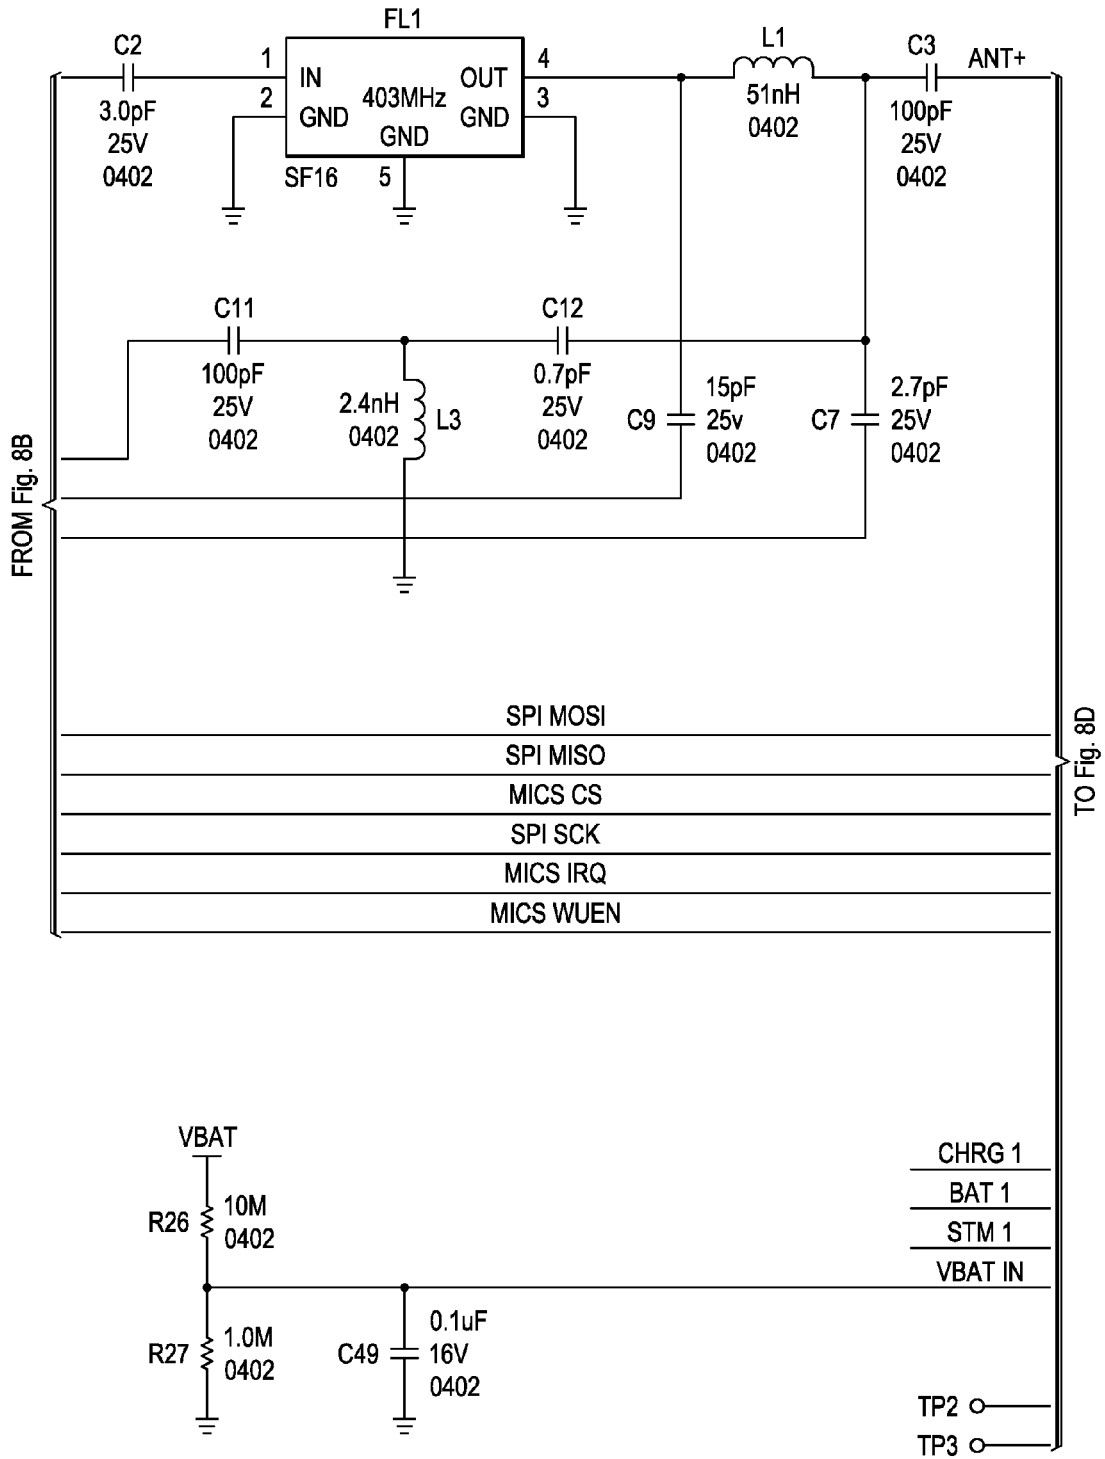 FL1
C2
1
IN
OUT
4
L1
C3
ANT+
3.0pF
25V
0402
2
GND
403MHz
GND
GND
3
51nH
0402
100pF
25V
0402
SF16
5
C11
100pF
25V
0402
C12
0.7pF
25V
0402
2.4nH
0402
L3
C9
15pF
25v
0402
C7
2.7pF
25V
0402
FROM Fig. 8B
SPI MOSI
SPI MISO
MICS CS
SPI SCK
MICS IRQ
MICS WUEN
TO Fig. 8D
VBAT
R26
10M
0402
R27
1.0M
0402
C49
0.1uF
16V
0402
CHRG 1
BAT 1
STM 1
VBAT IN
TP2
TP3